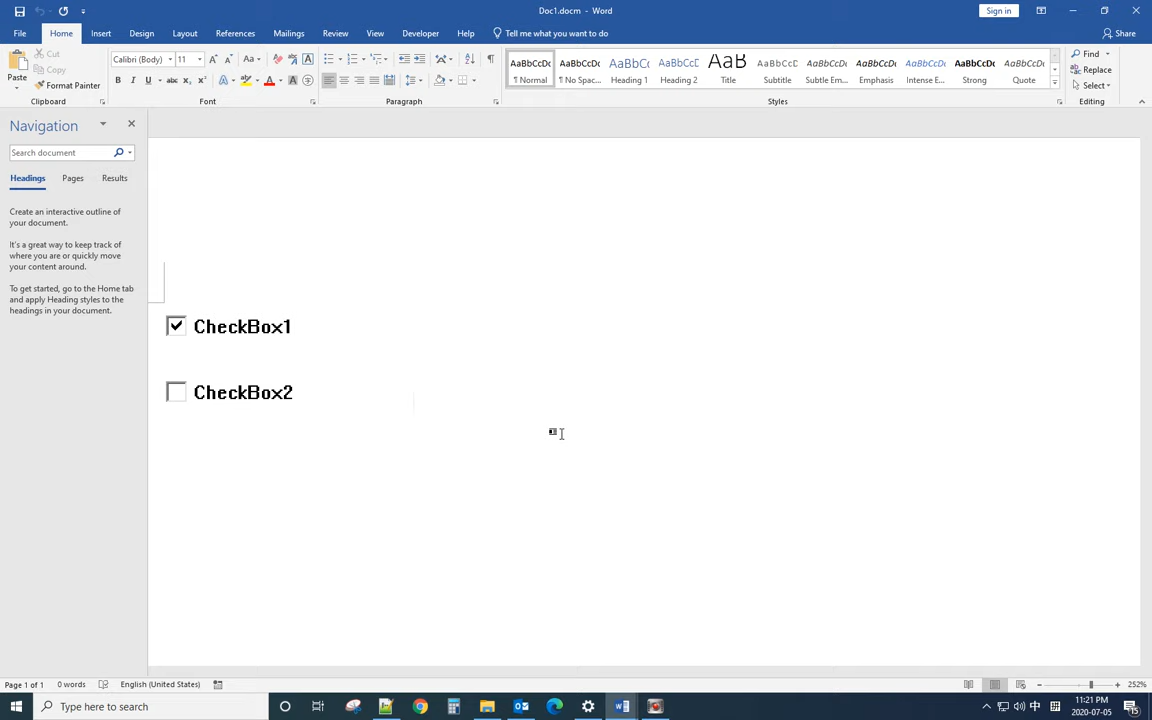 Doc1.docm - Word
Sign in
File Home Insert Design Layout References Mailings Review View Developer Help Tell me what you want to do Share
Paste
Cut
Copy
Format Painter
Clipboard
Calibri (Body) 11
Font
Paragraph
AaBbCcDc AaBbCcDc AaBbCc AaBbCcD AaB AaBbCcD AaBbCcDc AaBbCcDc AaBbCcDc AaBbCcDc AaBbCcDc
¶ Normal ¶ No Spac... Heading 1 Heading 2 Title Subtitle Subtle Em... Emphasis Intense E... Strong Quote
Styles
Find
Replace
Select
Editing
Navigation
Search document
Headings Pages Results
Create an interactive outline of
your document.
It's a great way to keep track of
where you are or quickly move
your content around.
To get started, go to the Home tab
and apply Heading styles to the
headings in your document.
CheckBox1
CheckBox2
Page 1 of 1 0 words English (United States) 252%
Type here to search
中
11:21 PM
2020-07-05
15